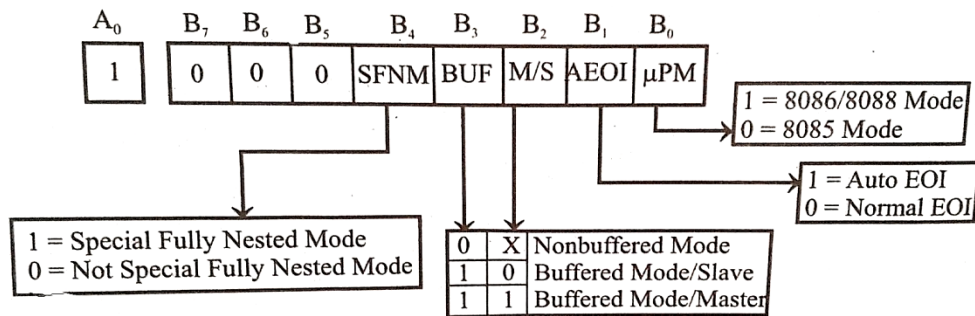 A₀ B₇ B₆ B₅ B₄ B₃ B₂ B₁ B₀
1 0 0 0 SFNM BUF M/S AEOI μPM
1 = 8086/8088 Mode
0 = 8085 Mode
1 = Auto EOI
0 = Normal EOI
1 = Special Fully Nested Mode
0 = Not Special Fully Nested Mode
0 X Nonbuffered Mode
1 0 Buffered Mode/Slave
1 1 Buffered Mode/Master